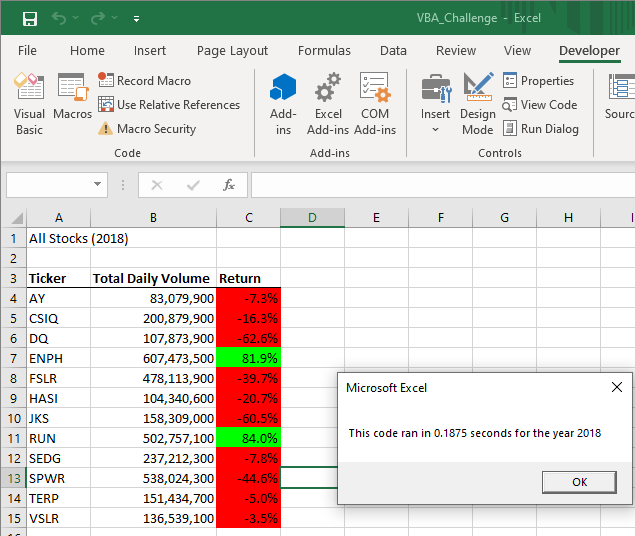 VBA_Challenge - Excel
File Home Insert Page Layout Formulas Data Review View Developer
Visual Basic
Macros
Record Macro
Use Relative References
Macro Security
Code
Add-ins
Excel Add-ins
COM Add-ins
Add-ins
Insert
Design Mode
Properties
View Code
Run Dialog
Controls
Sourc
fx
A B C D E F G H I
1 All Stocks (2018)
2
3 Ticker Total Daily Volume Return
4 AY 83,079,900 -7.3%
5 CSIQ 200,879,900 -16.3%
6 DQ 107,873,900 -62.6%
7 ENPH 607,473,500 81.9%
8 FSLR 478,113,900 -39.7%
9 HASI 104,340,600 -20.7%
10 JKS 158,309,000 -60.5%
11 RUN 502,757,100 84.0%
12 SEDG 237,212,300 -7.8%
13 SPWR 538,024,300 -44.6%
14 TERP 151,434,700 -5.0%
15 VSLR 136,539,100 -3.5%
Microsoft Excel
This code ran in 0.1875 seconds for the year 2018
OK